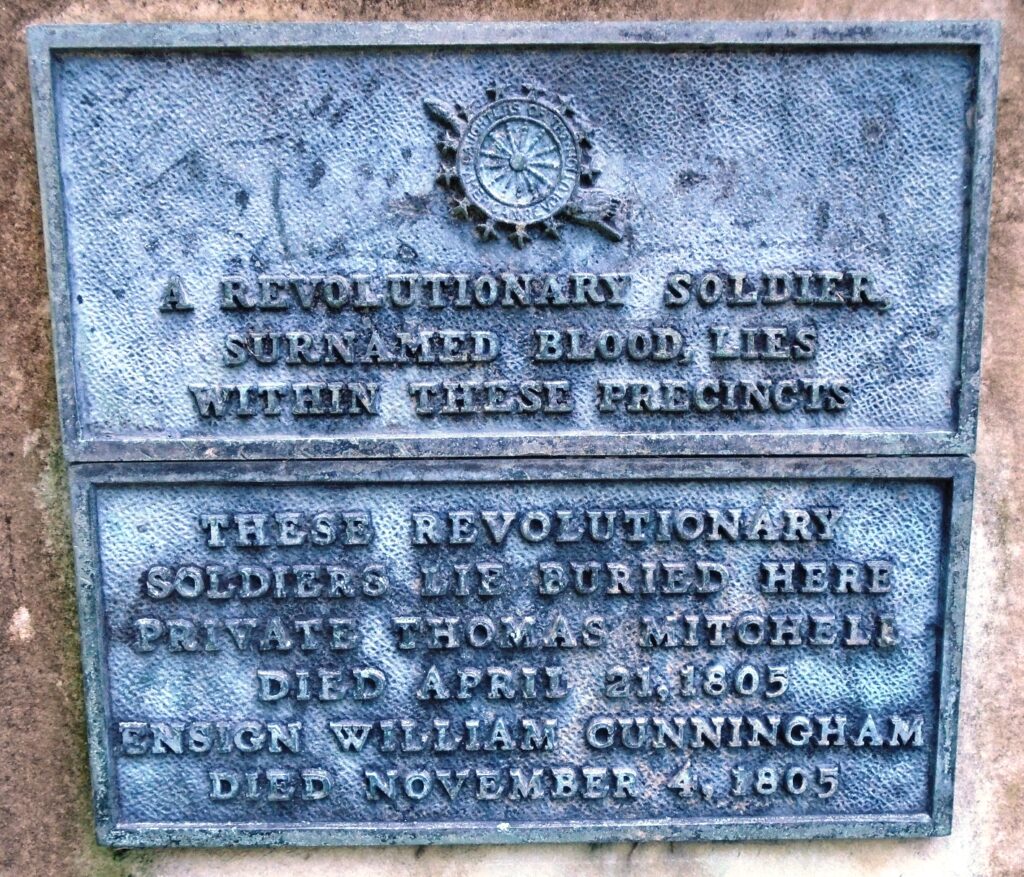 A REVOLUTIONARY SOLDIER,
SURNAMED BLOOD, LIES
WITHIN THESE PRECINCTS
THESE REVOLUTIONARY
SOLDIERS LIE BURIED HERE
PRIVATE THOMAS MITCHELL
DIED APRIL 21, 1805
ENSIGN WILLIAM CUNNINGHAM
DIED NOVEMBER 4, 1805